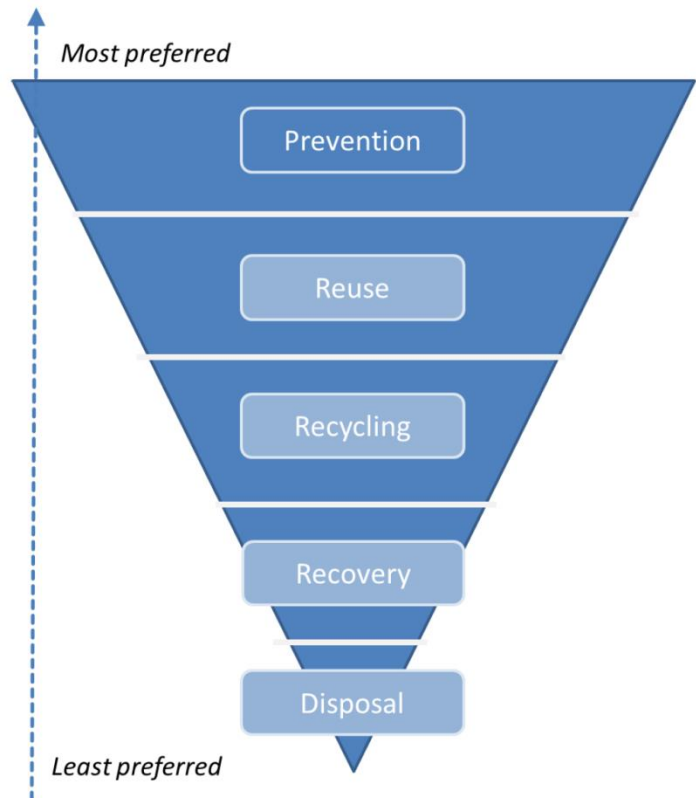 Most preferred
Prevention
Reuse
Recycling
Recovery
Disposal
Least preferred